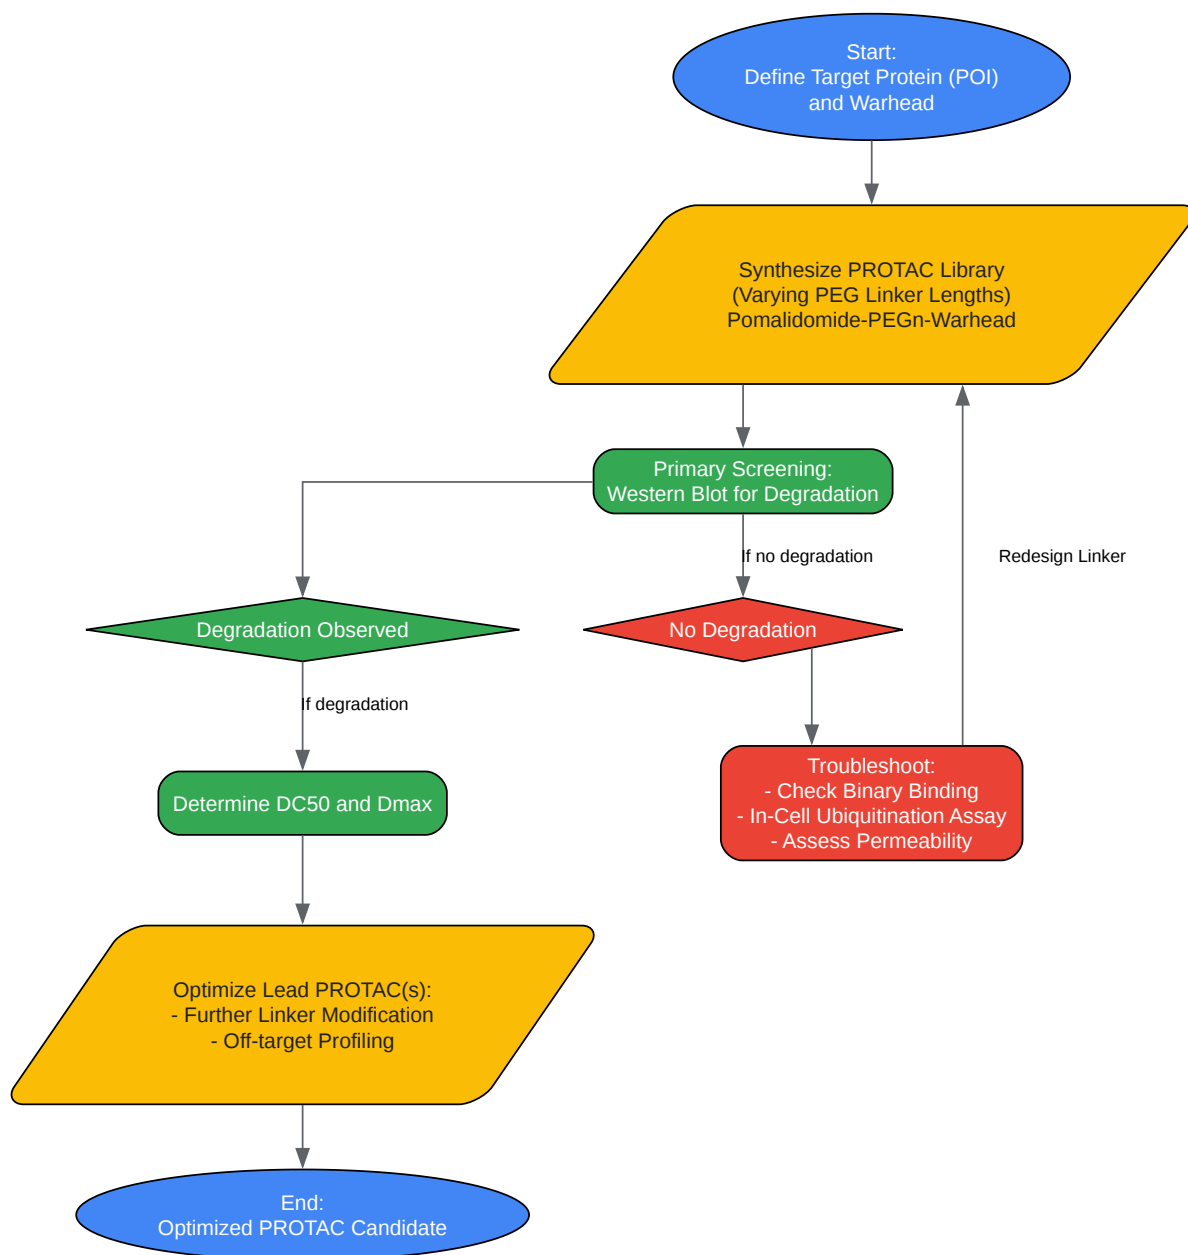 Start:
Define Target Protein (POI)
and Warhead
Synthesize PROTAC Library
(Varying PEG Linker Lengths)
Pomalidomide-PEGn-Warhead
Primary Screening:
Western Blot for Degradation
If no degradation
Redesign Linker
Degradation Observed
No Degradation
If degradation
Troubleshoot:
- Check Binary Binding
- In-Cell Ubiquitination Assay
- Assess Permeability
Determine DC50 and Dmax
Optimize Lead PROTAC(s):
- Further Linker Modification
- Off-target Profiling
End:
Optimized PROTAC Candidate